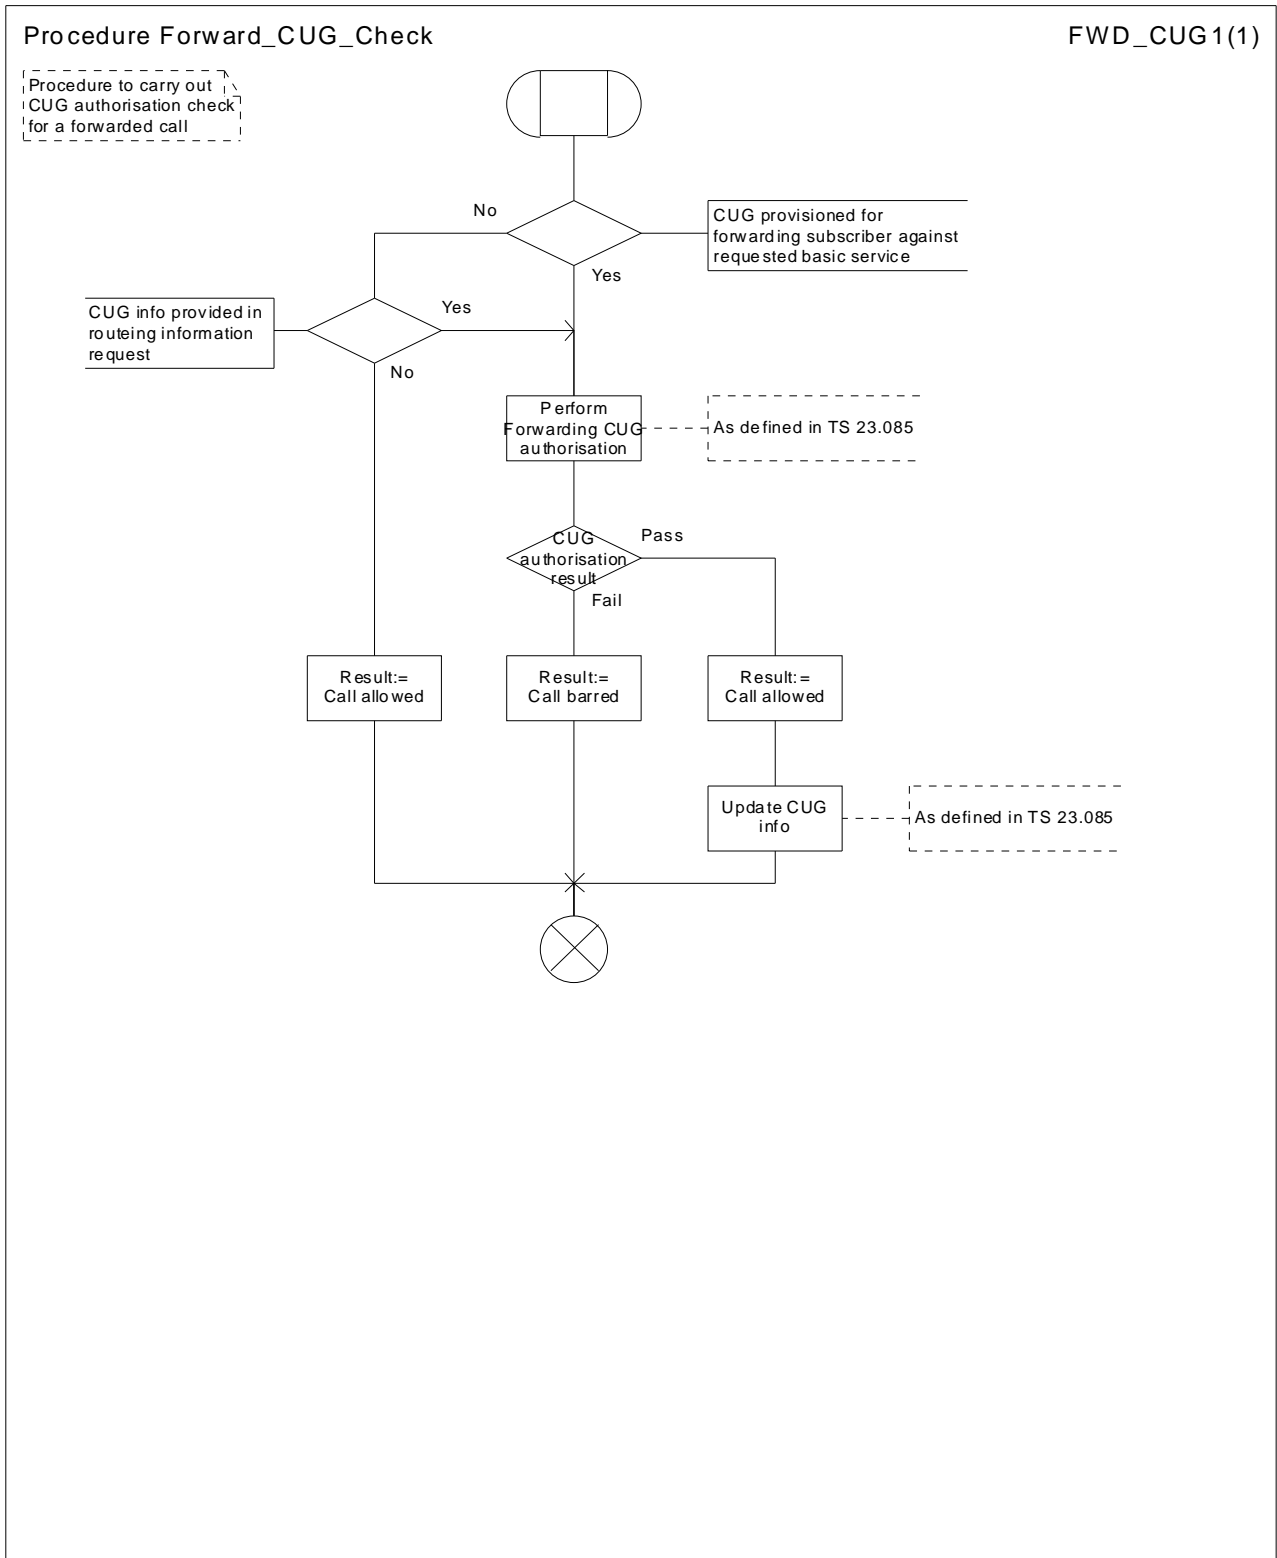 Procedure Forward_CUG_Check
FWD_CUG1(1)
Procedure to carry out
CUG authorisation check
for a forwarded call
No
CUG provisioned for
forwarding subscriber against
requested basic service
Yes
CUG info provided in
routeing information
request
Yes
No
Perform
Forwarding CUG
authorisation
As defined in TS 23.085
CUG
authorisation
result
Pass
Fail
Result:=
Call allowed
Result:=
Call barred
Result:=
Call allowed
Update CUG
info
As defined in TS 23.085